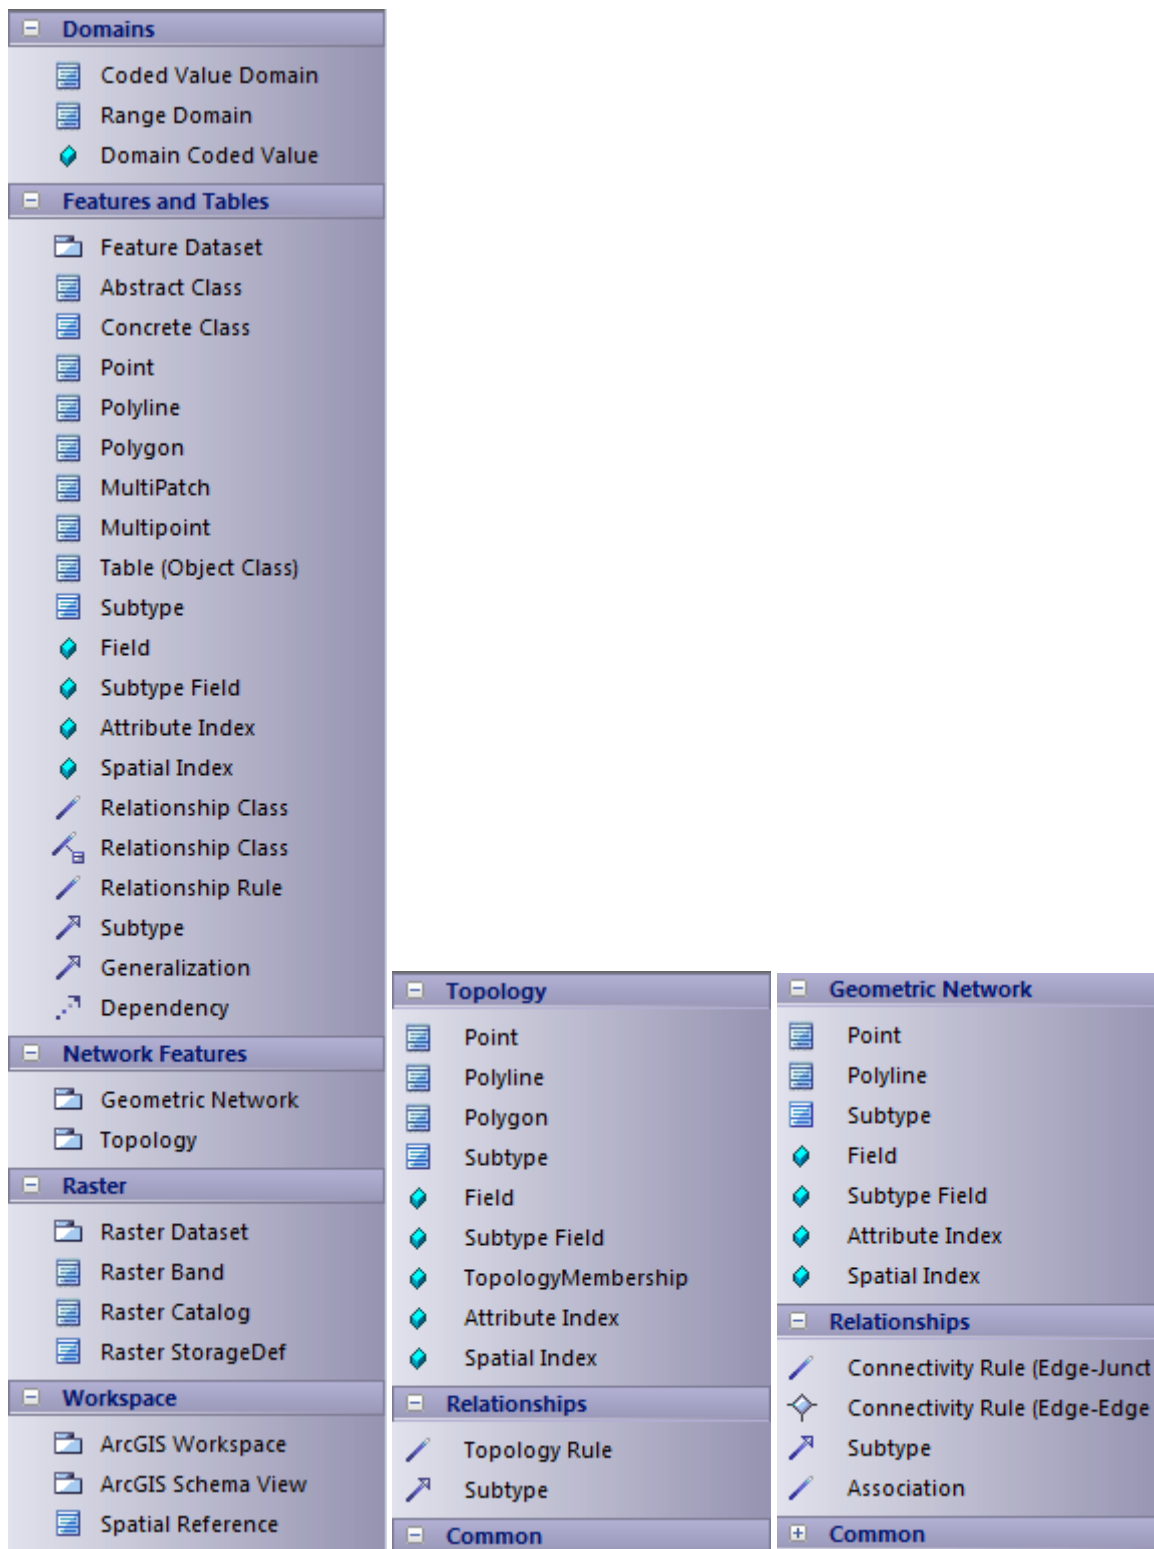 Domains
Coded Value Domain
Range Domain
Domain Coded Value
Features and Tables
Feature Dataset
Abstract Class
Concrete Class
Point
Polyline
Polygon
MultiPatch
Multipoint
Table (Object Class)
Subtype
Field
Subtype Field
Attribute Index
Spatial Index
Relationship Class
Relationship Class
Relationship Rule
Subtype
Generalization
Dependency
Network Features
Geometric Network
Topology
Raster
Raster Dataset
Raster Band
Raster Catalog
Raster StorageDef
Workspace
ArcGIS Workspace
ArcGIS Schema View
Spatial Reference
Topology
Point
Polyline
Polygon
Subtype
Field
Subtype Field
TopologyMembership
Attribute Index
Spatial Index
Relationships
Topology Rule
Subtype
Common
Geometric Network
Point
Polyline
Subtype
Field
Subtype Field
Attribute Index
Spatial Index
Relationships
Connectivity Rule (Edge-Junct
Connectivity Rule (Edge-Edge
Subtype
Association
Common